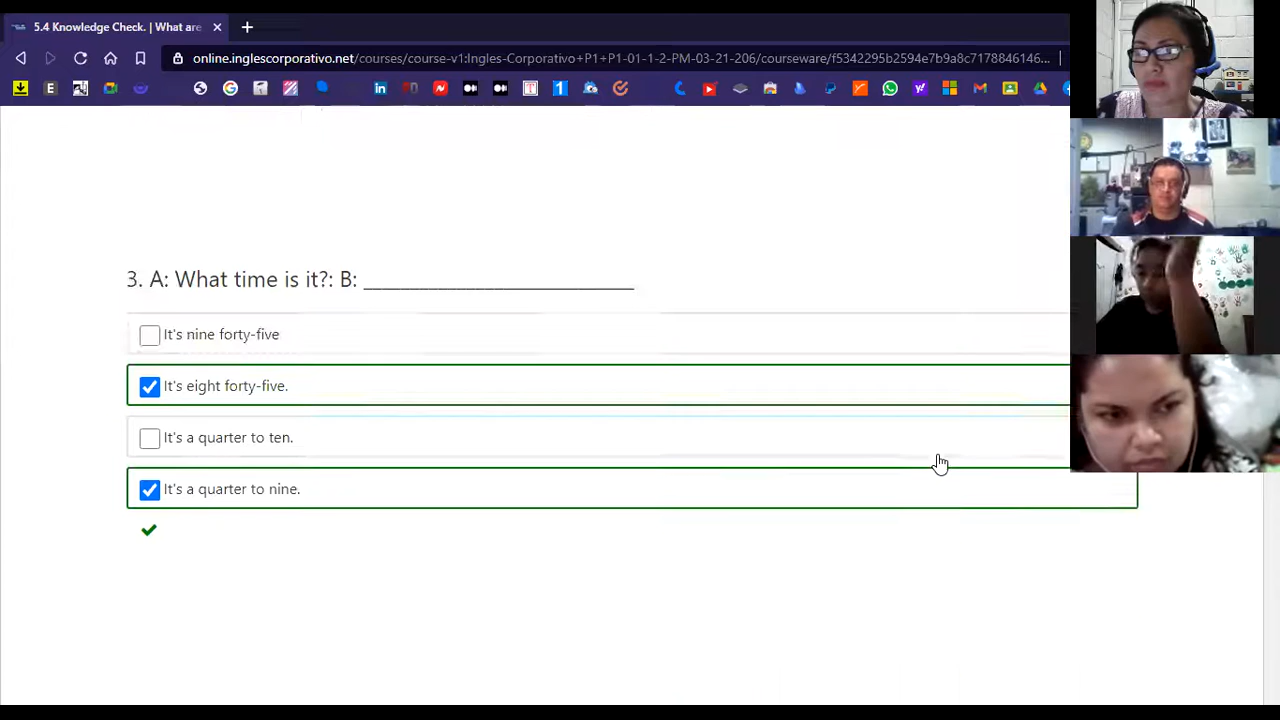 5.4 Knowledge Check. | What are
online.inglescorporativo.net/courses/course-v1:Ingles-Corporativo+P1+P1-01-1-2-PM-03-21-206/courseware/f5342295b2594e7b9a8c7178846146...
3. A: What time is it?: B: ______________________________
It's nine forty-five
It's eight forty-five.
It's a quarter to ten.
It's a quarter to nine.